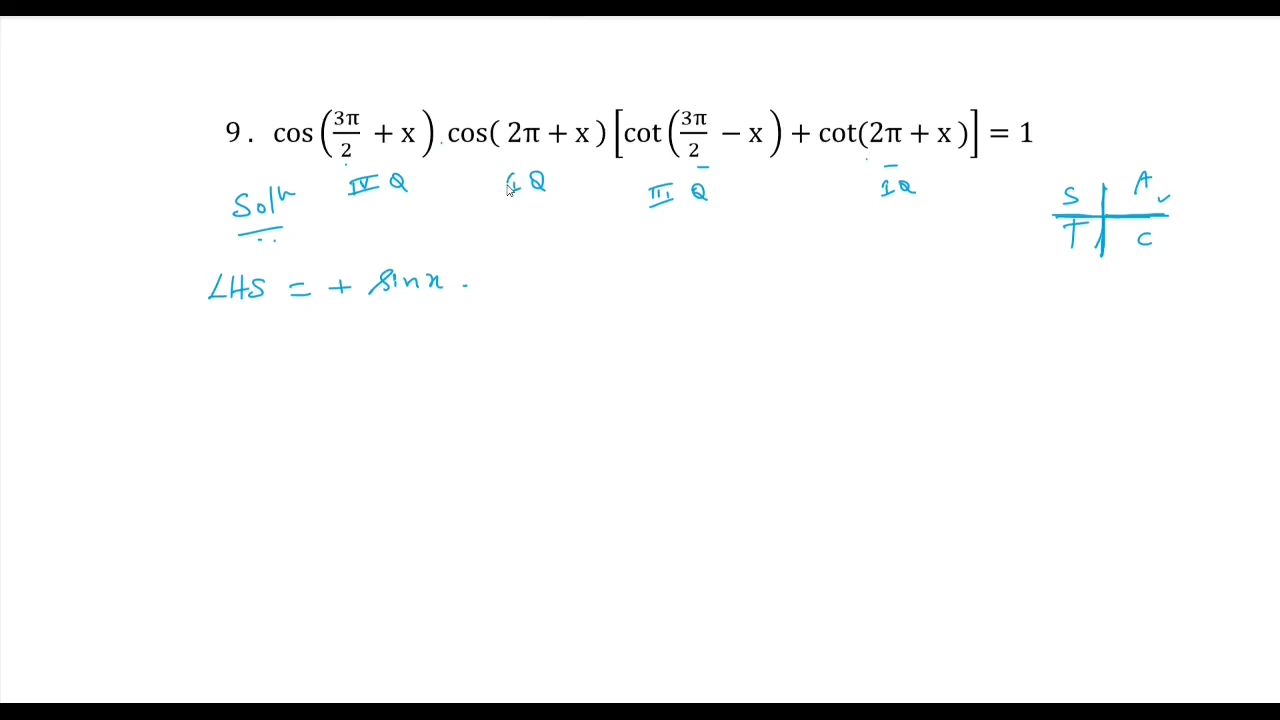 9. cos(3π/2 + x) cos( 2π + x ) [cot(3π/2 − x) + cot(2π + x )] = 1
IV Q I Q III Q I Q
Solⁿ
S A
T C
LHS = + sinx .